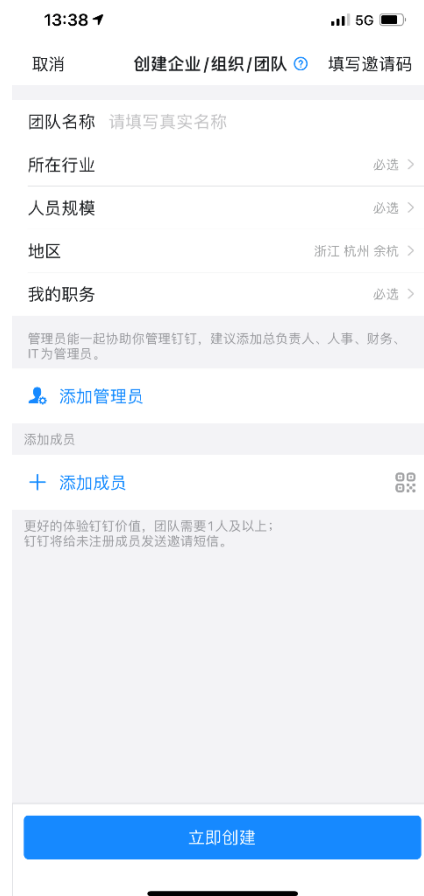 13:38
5G
取消 创建企业/组织/团队 填写邀请码
团队名称 请填写真实名称
所在行业 必选
人员规模 必选
地区 浙江 杭州 余杭
我的职务 必选
管理员能一起协助你管理钉钉，建议添加总负责人、人事、财务、
IT为管理员。
添加管理员
添加成员
添加成员
更好的体验钉钉价值，团队需要1人及以上；
钉钉将给未注册成员发送邀请短信。
立即创建